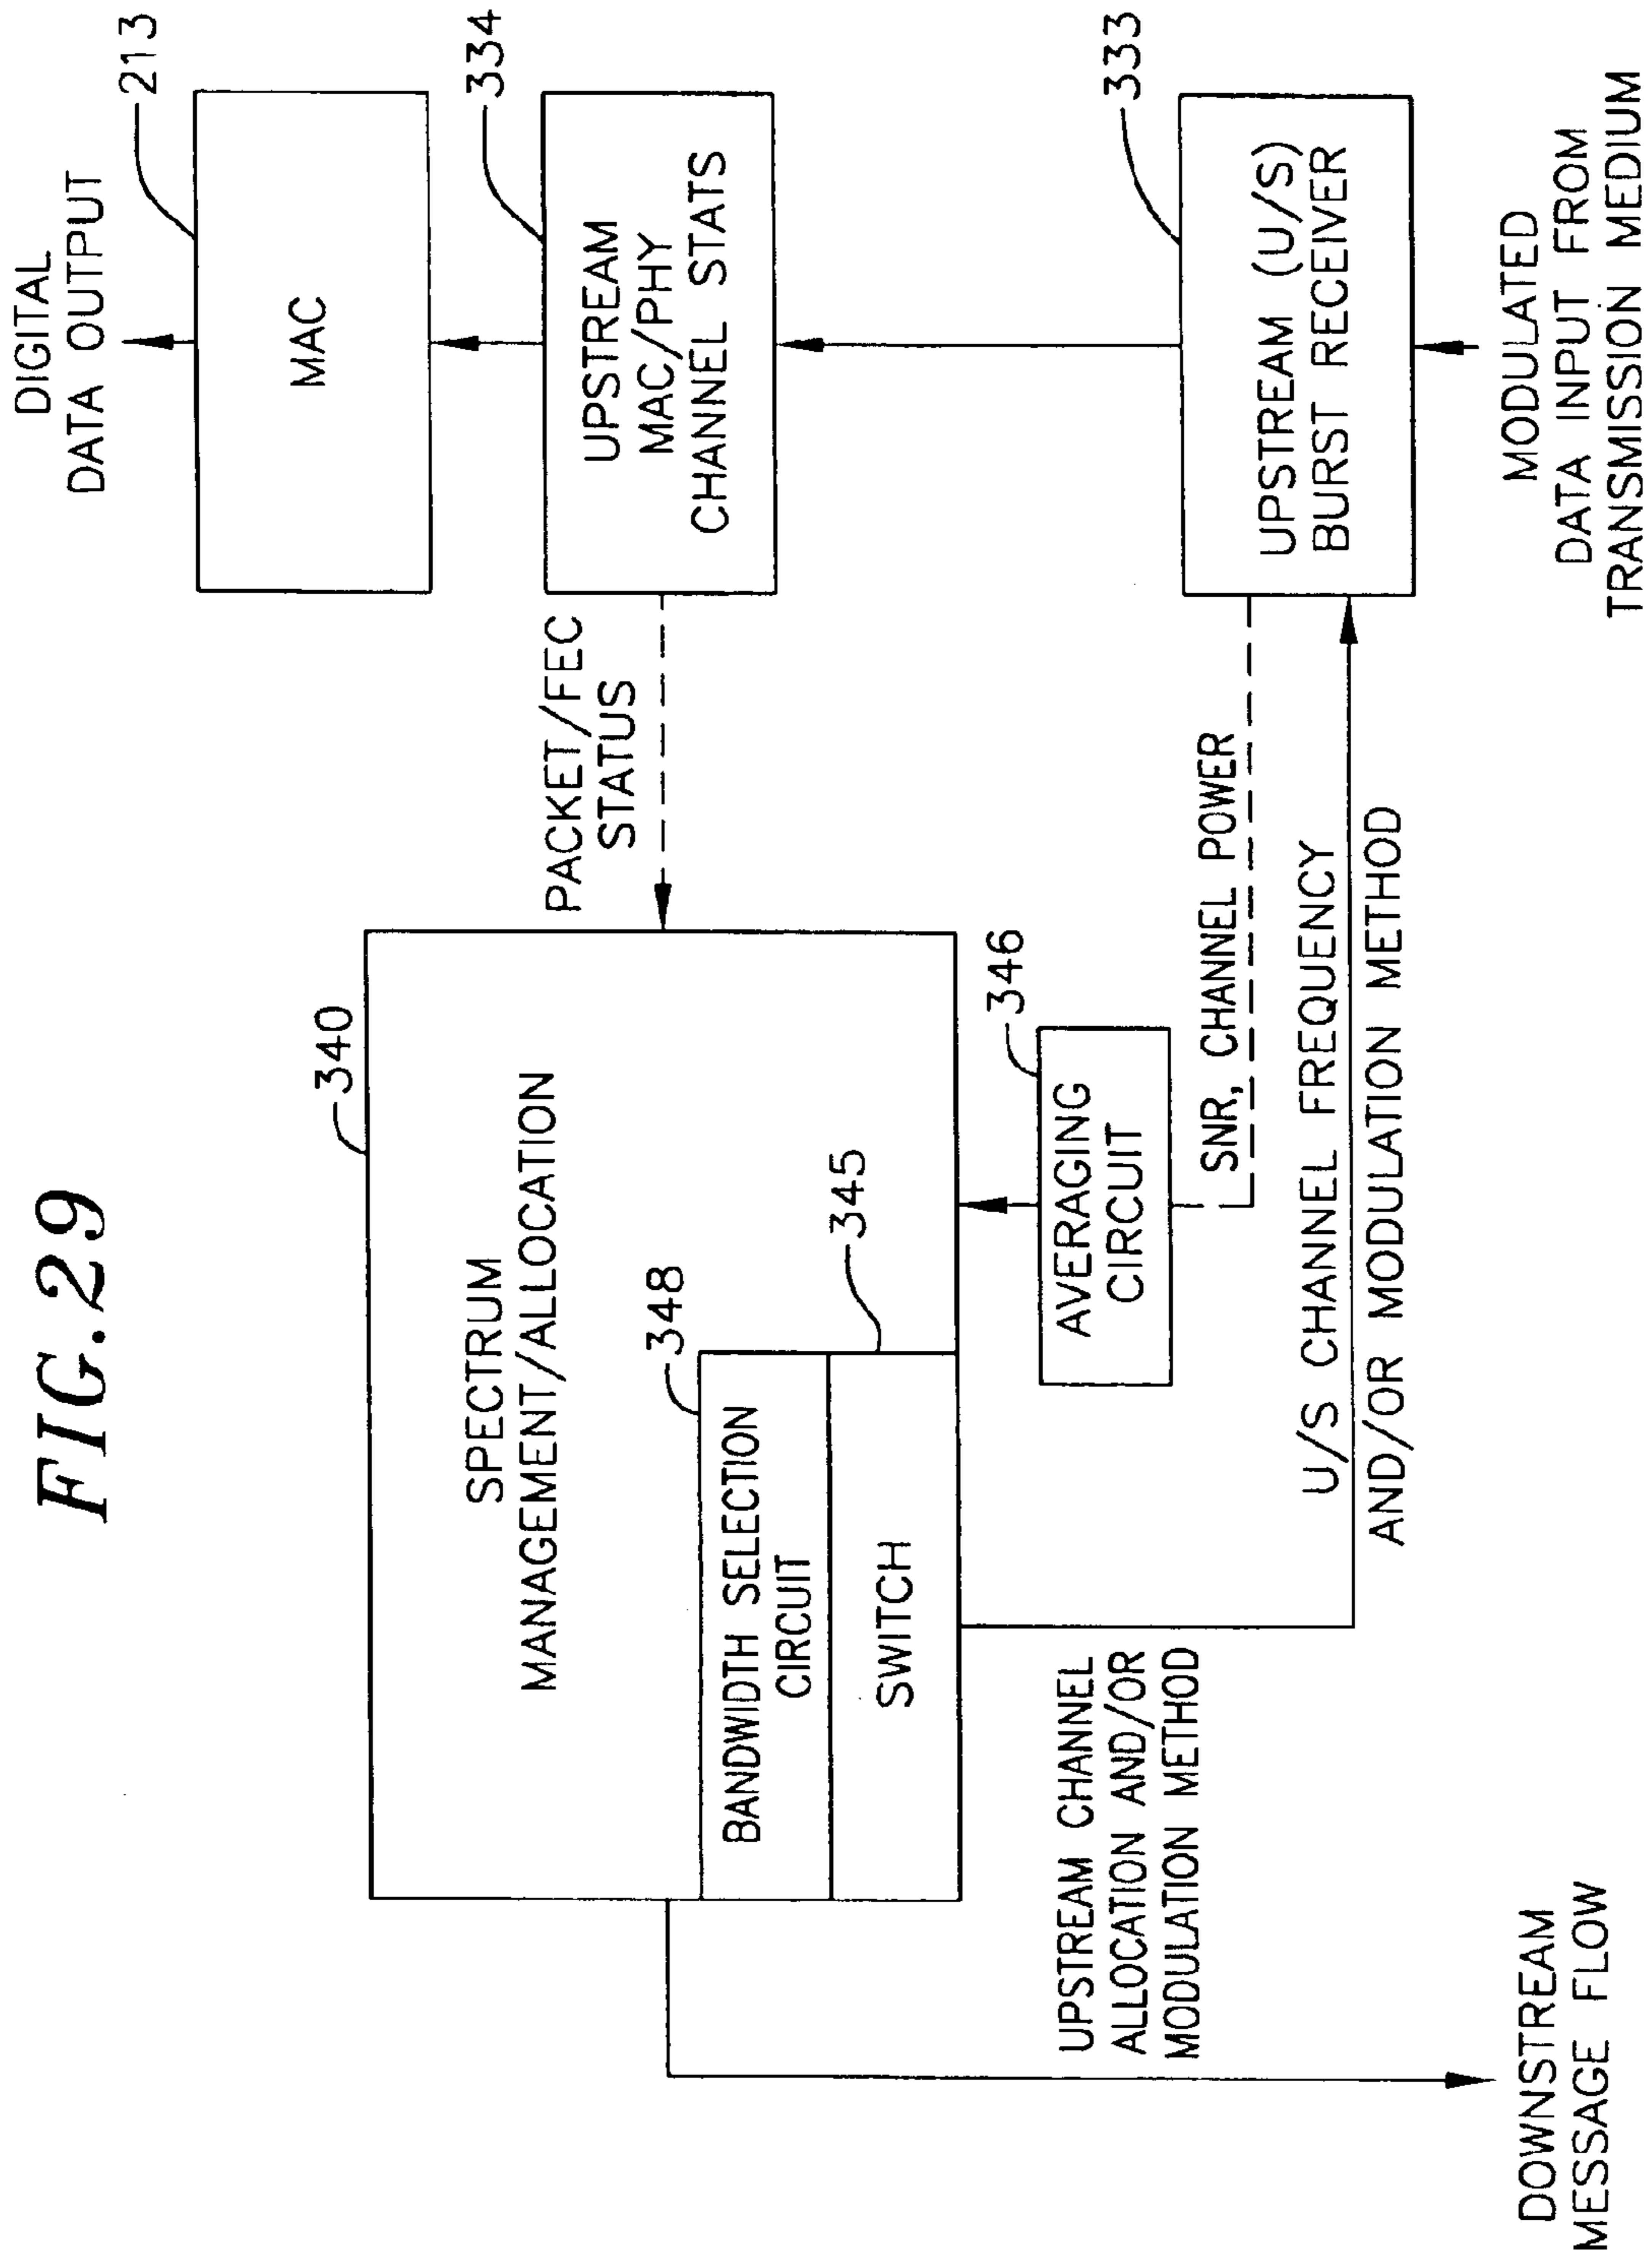 FIG.29
DIGITAL
DATA OUTPUT
213
MAC
334
UPSTREAM
MAC/PHY
CHANNEL STATS
PACKET/FEC
STATUS
340
SPECTRUM
MANAGEMENT/ALLOCATION
348
BANDWIDTH SELECTION
CIRCUIT
345
SWITCH
346
AVERAGING
CIRCUIT
SNR, CHANNEL POWER
333
UPSTREAM (U/S)
BURST RECEIVER
U/S CHANNEL FREQUENCY
AND/OR MODULATION METHOD
UPSTREAM CHANNEL
ALLOCATION AND/OR
MODULATION METHOD
MODULATED
DATA INPUT FROM
TRANSMISSION MEDIUM
DOWNSTREAM
MESSAGE FLOW